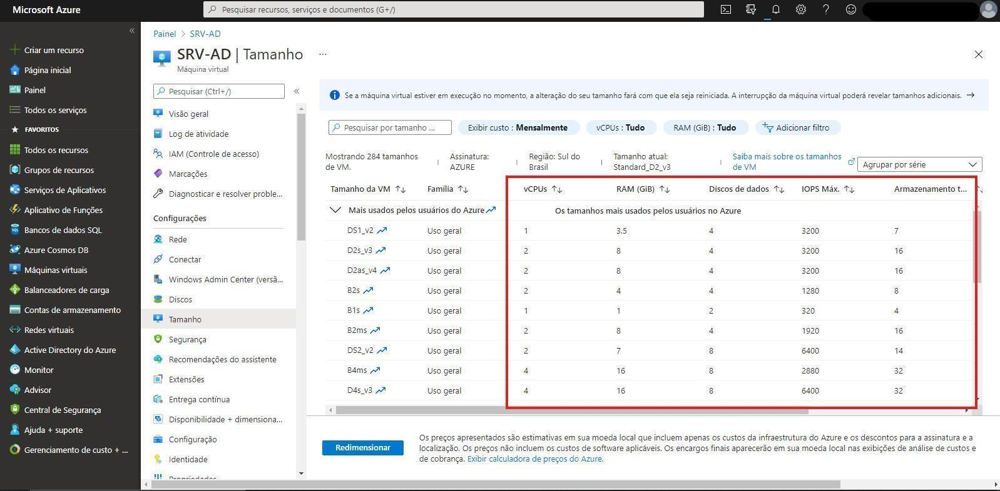 Microsoft Azure
Pesquisar recursos, serviços e documentos (G+/)
Criar um recurso
Página inicial
Painel
Todos os serviços
FAVORITOS
Todos os recursos
Grupos de recursos
Serviços de Aplicativos
Aplicativo de Funções
Bancos de dados SQL
Azure Cosmos DB
Máquinas virtuais
Balanceadores de carga
Contas de armazenamento
Redes virtuais
Active Directory do Azure
Monitor
Advisor
Central de Segurança
Ajuda + suporte
Gerenciamento de custo + ...
Painel > SRV-AD
SRV-AD | Tamanho ...
Máquina virtual
Pesquisar (Ctrl+/)
Visão geral
Log de atividade
IAM (Controle de acesso)
Marcações
Diagnosticar e resolver proble...
Configurações
Rede
Conectar
Windows Admin Center (versã...
Discos
Tamanho
Segurança
Recomendações do assistente
Extensões
Entrega contínua
Disponibilidade + dimensiona...
Configuração
Identidade
Propriedades
Se a máquina virtual estiver em execução no momento, a alteração do seu tamanho fará com que ela seja reiniciada. A interrupção da máquina virtual poderá revelar tamanhos adicionais. →
Pesquisar por tamanho ... Exibir custo : Mensalmente vCPUs : Tudo RAM (GiB) : Tudo Adicionar filtro
Mostrando 284 tamanhos
de VM.
Assinatura:
AZURE
Região: Sul do
Brasil
Tamanho atual:
Standard_D2_v3
Saiba mais sobre os tamanhos
de VM
Agrupar por série
Tamanho da VM ↑↓ Família ↑↓ vCPUs ↑↓ RAM (GiB) ↑↓ Discos de dados ↑↓ IOPS Máx. ↑↓ Armazenamento t... ↑↓
Mais usados pelos usuários do Azure Os tamanhos mais usados pelos usuários no Azure
DS1_v2 Uso geral 1 3.5 4 3200 7
D2s_v3 Uso geral 2 8 4 3200 16
D2as_v4 Uso geral 2 8 4 3200 16
B2s Uso geral 2 4 4 1280 8
B1s Uso geral 1 1 2 320 4
B2ms Uso geral 2 8 4 1920 16
DS2_v2 Uso geral 2 7 8 6400 14
B4ms Uso geral 4 16 8 2880 32
D4s_v3 Uso geral 4 16 8 6400 32
Redimensionar
Os preços apresentados são estimativas em sua moeda local que incluem apenas os custos da infraestrutura do Azure e os descontos para a assinatura e a
localização. Os preços não incluem os custos de software aplicáveis. Os encargos finais aparecerão em sua moeda local nas exibições de análise de custos e
de cobrança. Exibir calculadora de preços do Azure.